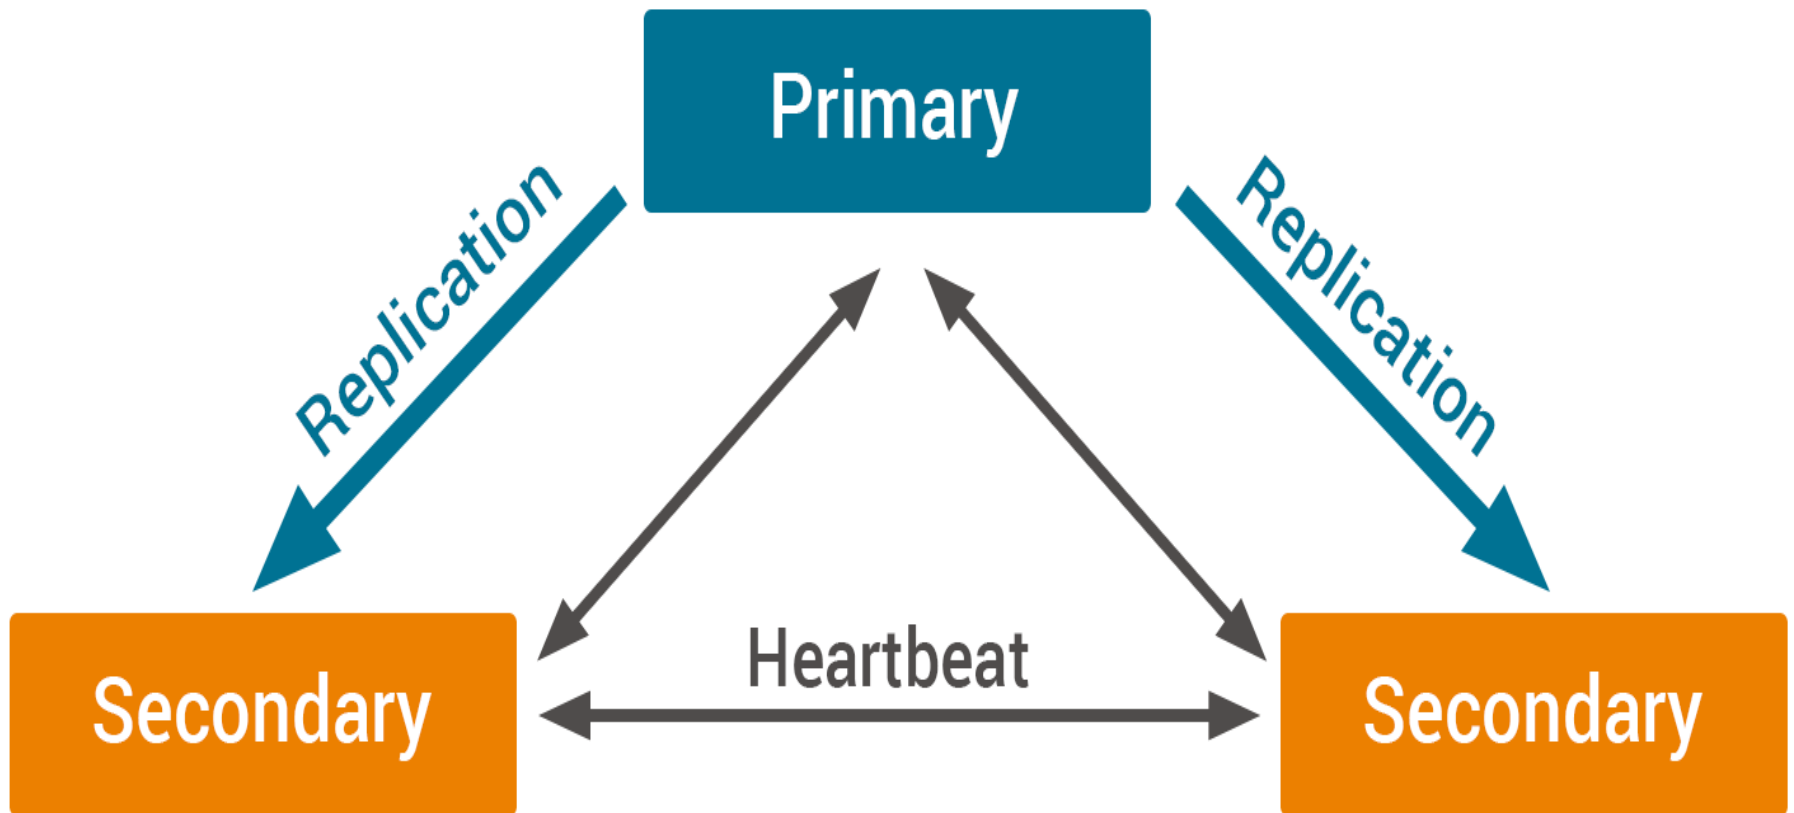 Primary
Replication
Replication
Heartbeat
Secondary
Secondary